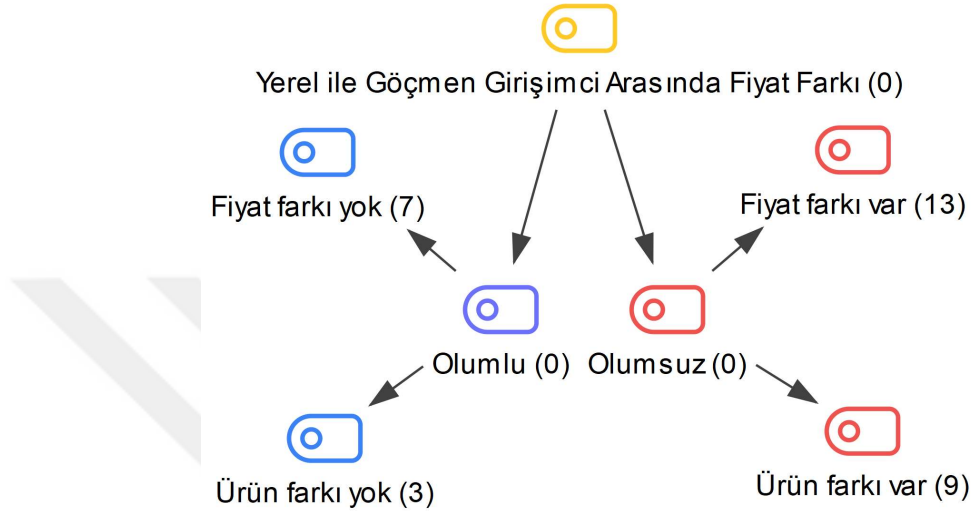 Yerel ile Göçmen Girişimci Arasında Fiyat Farkı (0)
Fiyat farkı yok (7)
Fiyat farkı var (13)
Olumlu (0)
Olumsuz (0)
Ürün farkı yok (3)
Ürün farkı var (9)